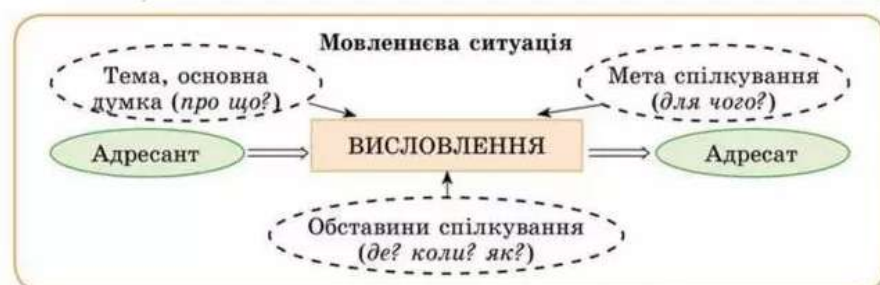 Мовленнєва ситуація
Тема, основна
думка (про що?)
Мета спілкування
(для чого?)
Адресант
ВИСЛОВЛЕННЯ
Адресат
Обставини спілкування
(де? коли? як?)